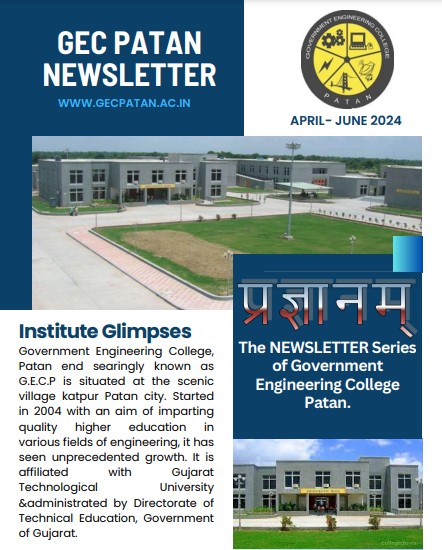 GEC PATAN
NEWSLETTER
WWW.GECPATAN.AC.IN
GOVERNMENT ENGINEERING COLLEGE
PATAN
APRIL– JUNE 2024
प्रज्ञानम्
The NEWSLETTER Series
of Government
Engineering College
Patan.
Institute Glimpses
Government Engineering College,
Patan end searingly known as
G.E.C.P is situated at the scenic
village katpur Patan city. Started
in 2004 with an aim of imparting
quality higher education in
various fields of engineering, it has
seen unprecedented growth. It is
affiliated with Gujarat
Technological University
&administrated by Directorate of
Technical Education, Government
of Gujarat.